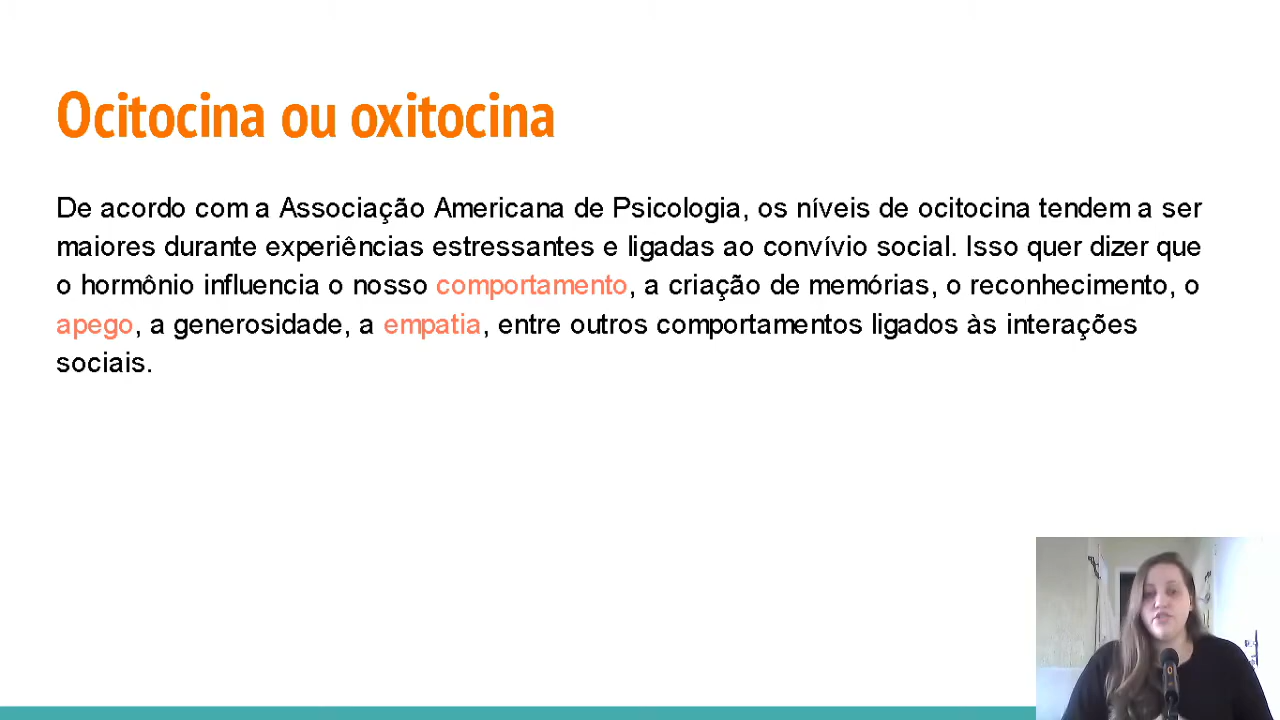 Ocitocina ou oxitocina
De acordo com a Associação Americana de Psicologia, os níveis de ocitocina tendem a ser
maiores durante experiências estressantes e ligadas ao convívio social. Isso quer dizer que
o hormônio influencia o nosso comportamento, a criação de memórias, o reconhecimento, o
apego, a generosidade, a empatia, entre outros comportamentos ligados às interações
sociais.